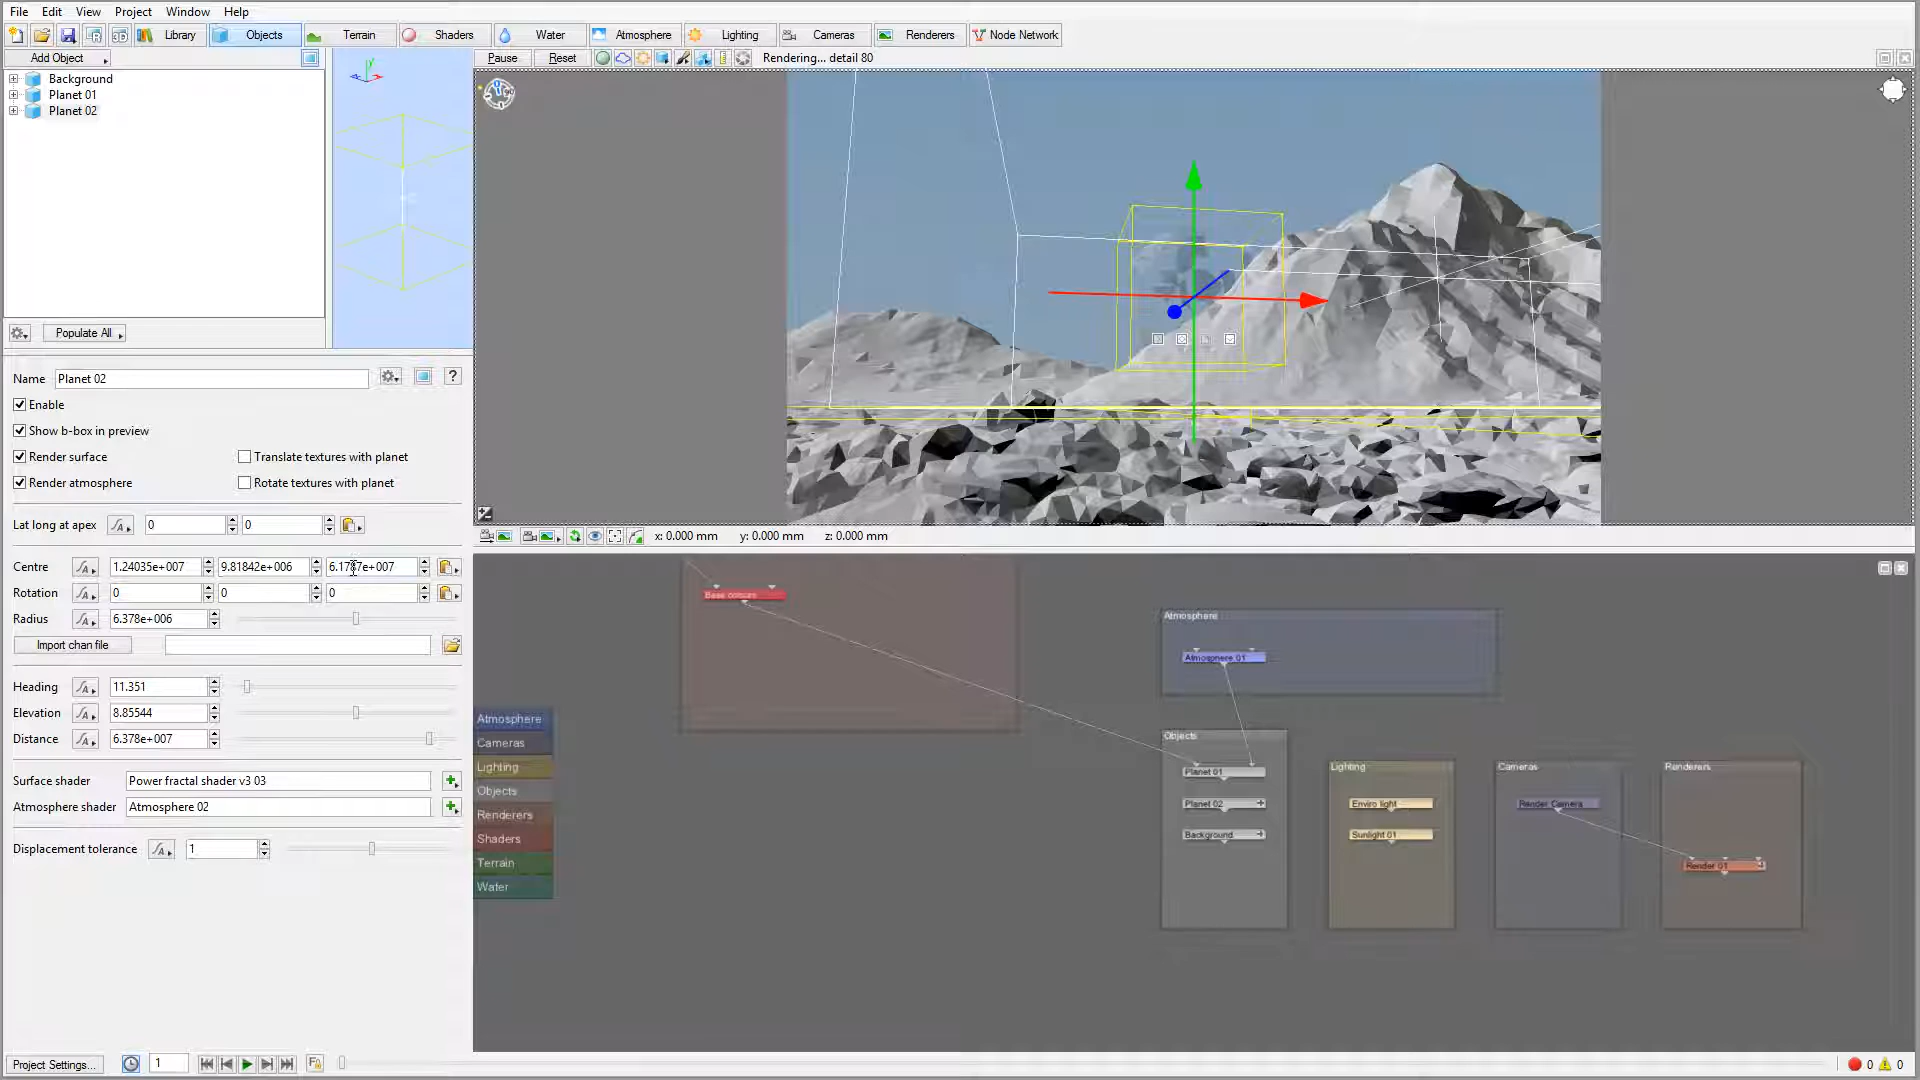 File Edit View Project Window Help
Library Objects Terrain Shaders Water Atmosphere Lighting Cameras Renderers Node Network
Add Object
Pause Reset Rendering... detail 80
Background
Planet 01
Planet 02
Populate All
Name Planet 02
Enable
Show b-box in preview
Render surface Translate textures with planet
Render atmosphere Rotate textures with planet
Lat long at apex 0 0
Centre 1.24035e+007 9.81842e+006
Rotation 0 0 0
Radius 6.378e+006
Import chan file
Heading 11.351
Elevation 8.85544
Distance 6.378e+007
Surface shader Power fractal shader v3 03
Atmosphere shader Atmosphere 02
Displacement tolerance 1
x: 0.000 mm y: 0.000 mm z: 0.000 mm
Base colours
Atmosphere
Atmosphere 01
Atmosphere
Cameras
Lighting
Objects
Renderers
Shaders
Terrain
Water
Objects
Planet 01
Planet 02
Background
Lighting
Enviro light
Sunlight 01
Cameras
Render Camera
Renderers
Render 01
Project Settings... 1 0 0